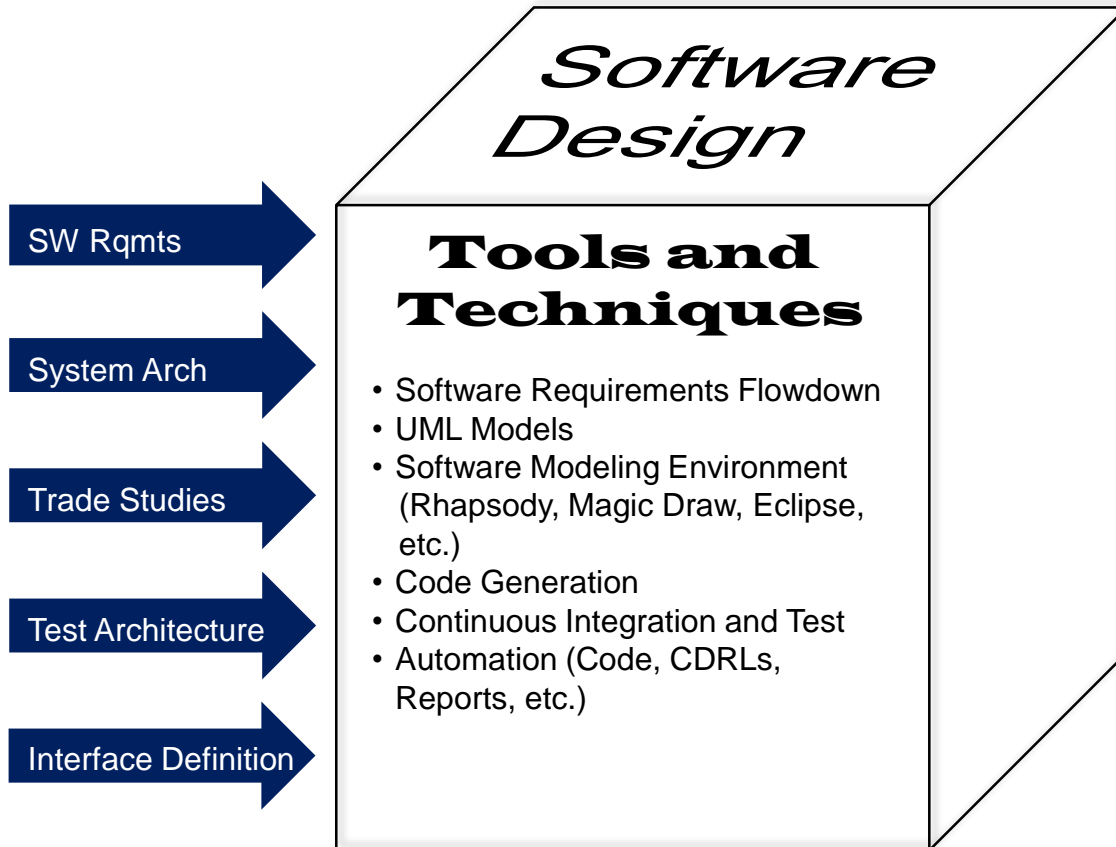 Software
Design
SW Rqmts
System Arch
Trade Studies
Test Architecture
Interface Definition
Tools and
Techniques
• Software Requirements Flowdown
• UML Models
• Software Modeling Environment
(Rhapsody, Magic Draw, Eclipse,
etc.)
• Code Generation
• Continuous Integration and Test
• Automation (Code, CDRLs,
Reports, etc.)